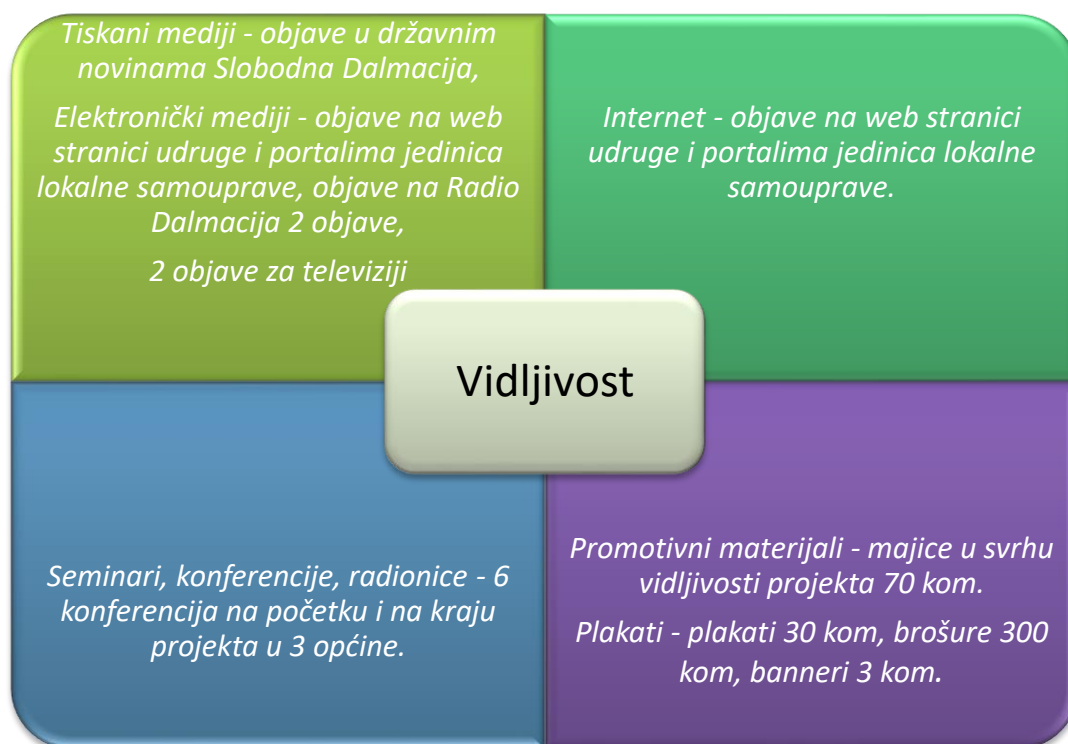 Tiskani mediji - objave u državnim
novinama Slobodna Dalmacija,
Elektronički mediji - objave na web
stranici udruge i portalima jedinica
lokalne samouprave, objave na Radio
Dalmacija 2 objave,
2 objave za televiziji
Internet - objave na web stranici
udruge i portalima jedinica lokalne
samouprave.
Vidljivost
Seminari, konferencije, radionice - 6
konferencija na početku i na kraju
projekta u 3 općine.
Promotivni materijali - majice u svrhu
vidljivosti projekta 70 kom.
Plakati - plakati 30 kom, brošure 300
kom, banneri 3 kom.